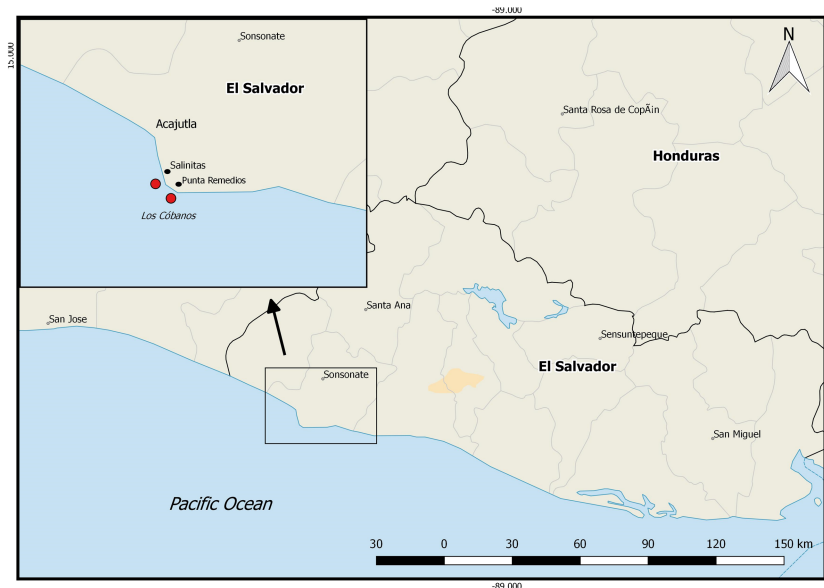 -89.000
15.000
N
Sonsonate
El Salvador
Acajutla
Salinitas
Punta Remedios
Los Cóbanos
Santa Rosa de CopÃin
Honduras
San Jose
Santa Ana
Sensuntepeque
El Salvador
Sonsonate
San Miguel
Pacific Ocean
30 0 30 60 90 120 150 km
-89.000